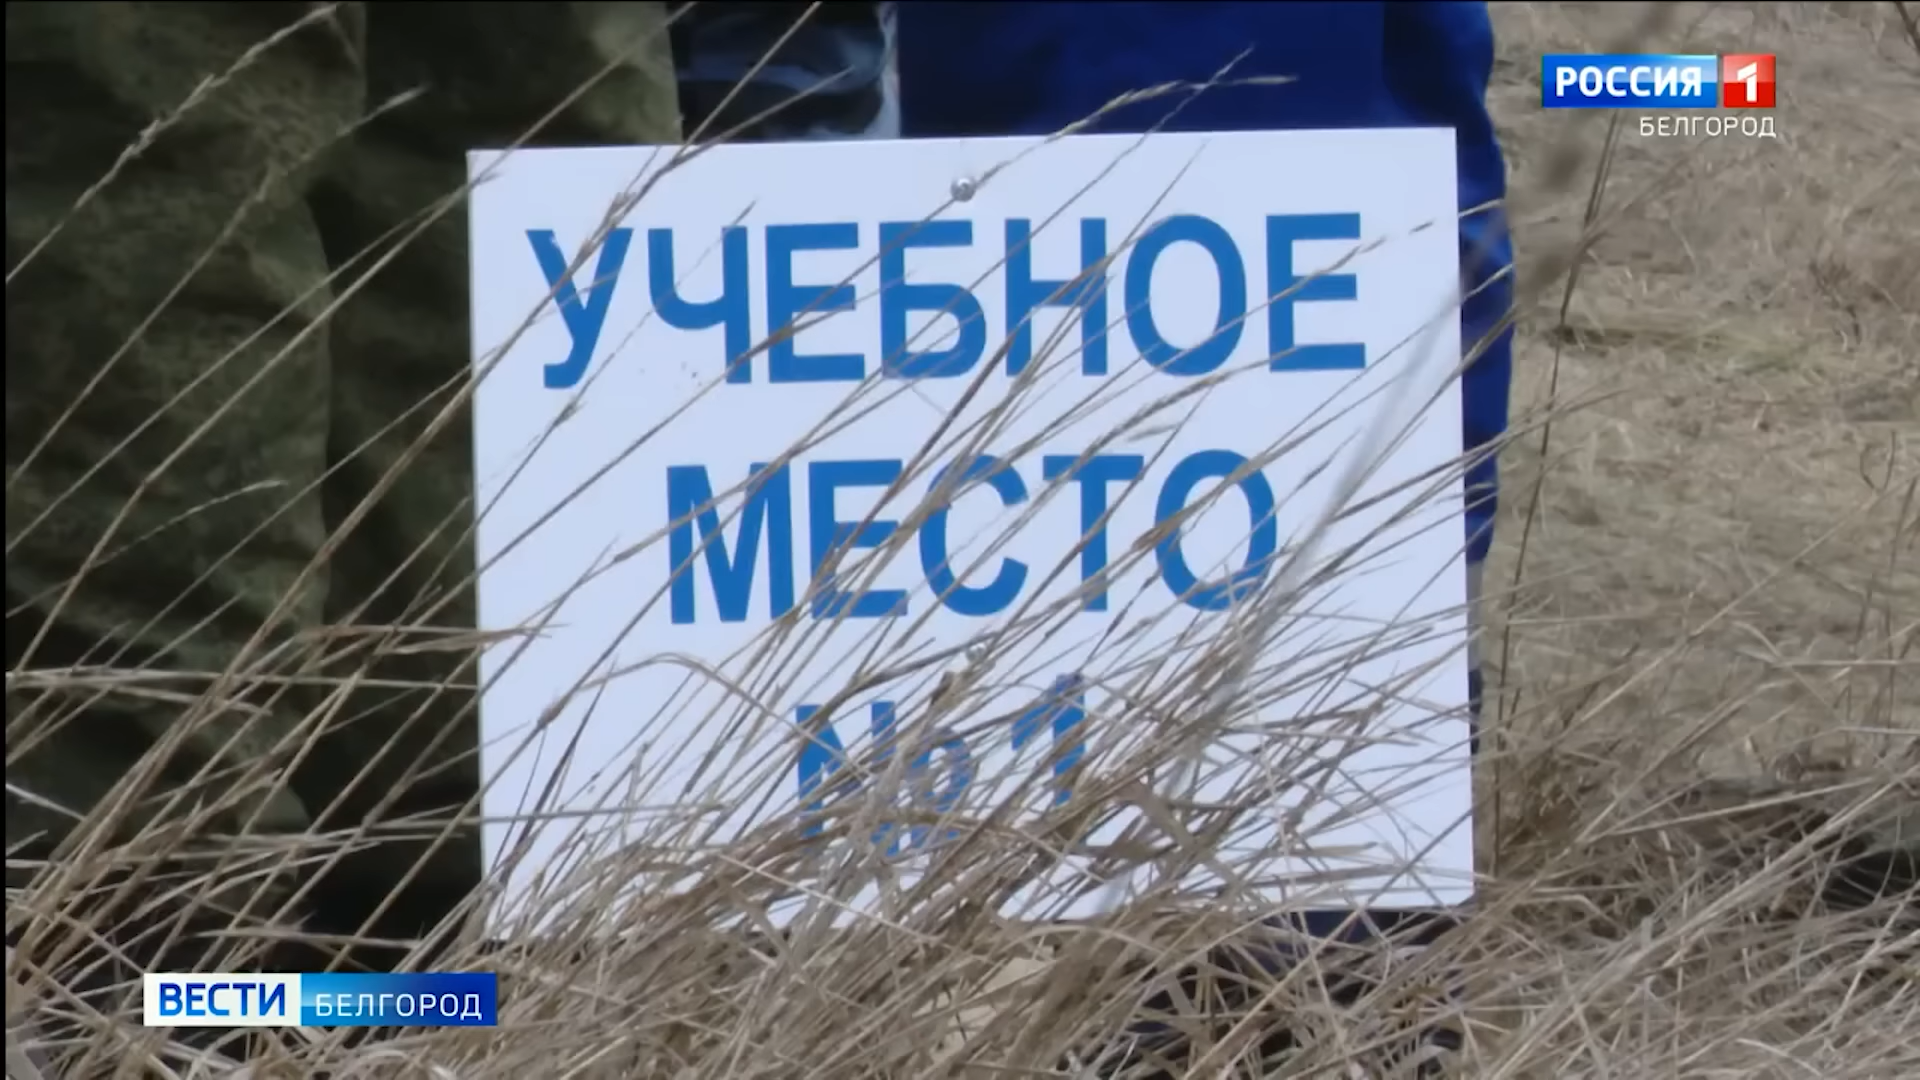 РОССИЯ 1
БЕЛГОРОД
УЧЕБНОЕ
МЕСТО
№1
ВЕСТИ БЕЛГОРОД